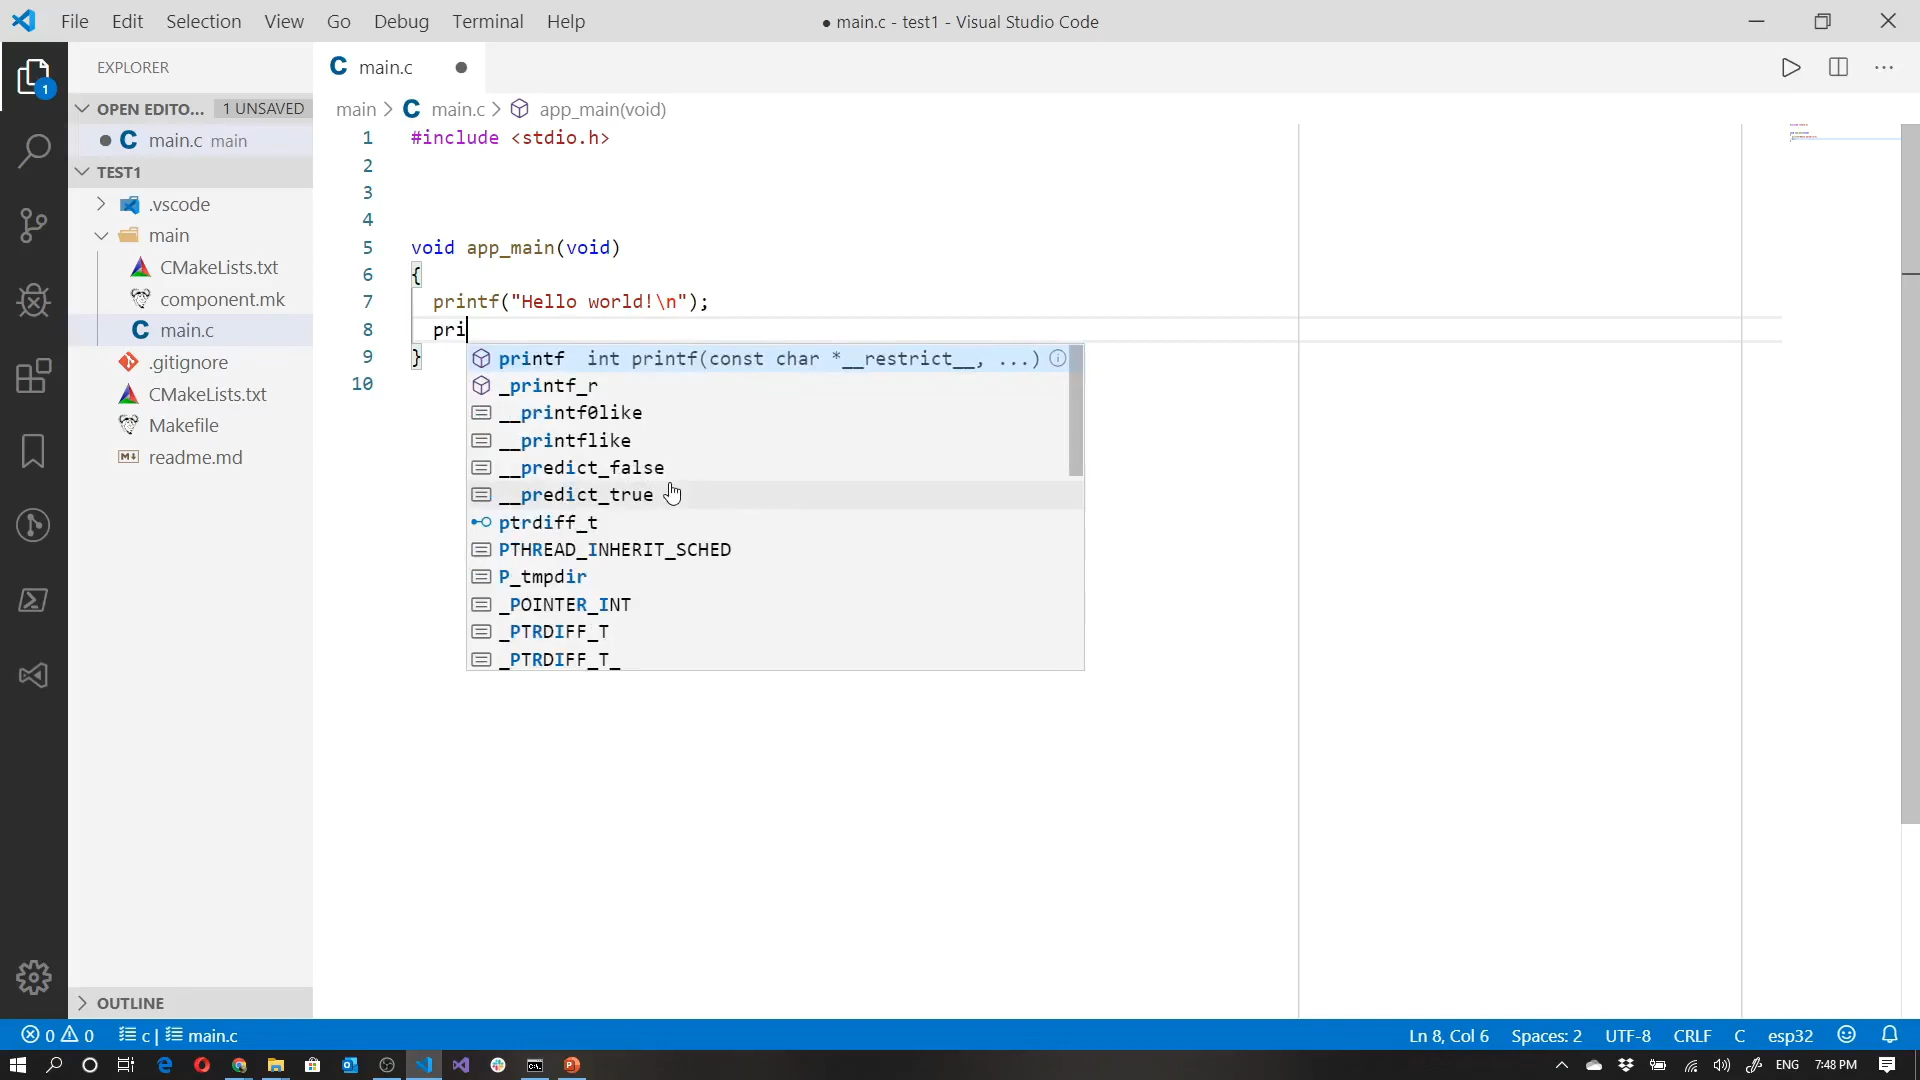 File Edit Selection View Go Debug Terminal Help
● main.c - test1 - Visual Studio Code
EXPLORER
OPEN EDITO... 1 UNSAVED
main.c main
TEST1
.vscode
main
CMakeLists.txt
component.mk
main.c
.gitignore
CMakeLists.txt
Makefile
readme.md
OUTLINE
1
C main.c
main > C main.c > app_main(void)
1 #include <stdio.h>
2
3
4
5 void app_main(void)
6 {
7 printf("Hello world!\n");
8 pri
9 }
10
printf int printf(const char *__restrict__, ...)
_printf_r
__printf0like
__printflike
__predict_false
__predict_true
ptrdiff_t
PTHREAD_INHERIT_SCHED
P_tmpdir
_POINTER_INT
_PTRDIFF_T
_PTRDIFF_T_
0 0 c | main.c
Ln 8, Col 6 Spaces: 2 UTF-8 CRLF C esp32
ENG 7:48 PM